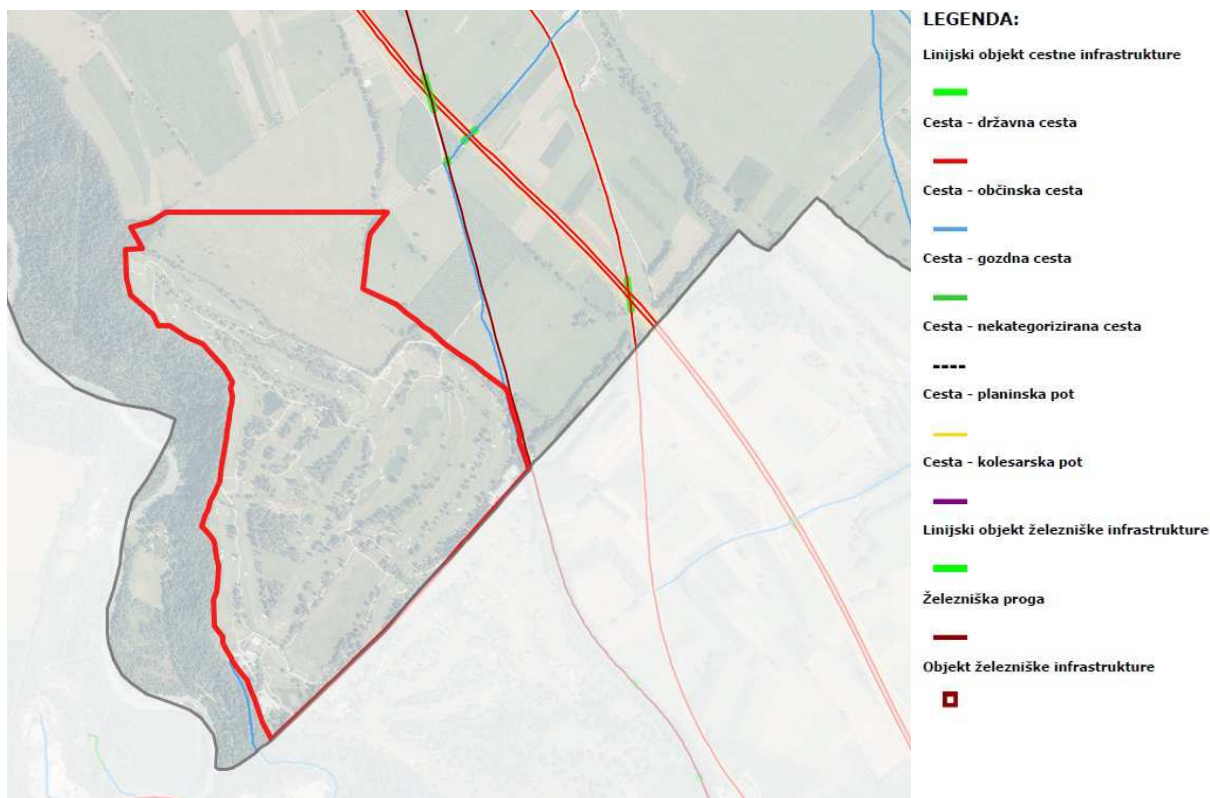 LEGENDA:
Linijski objekt cestne infrastrukture
Cesta - državna cesta
Cesta - občinska cesta
Cesta - gozdna cesta
Cesta - nekategorizirana cesta
Cesta - planinska pot
Cesta - kolesarska pot
Linijski objekt železniške infrastrukture
Železniška proga
Objekt železniške infrastrukture